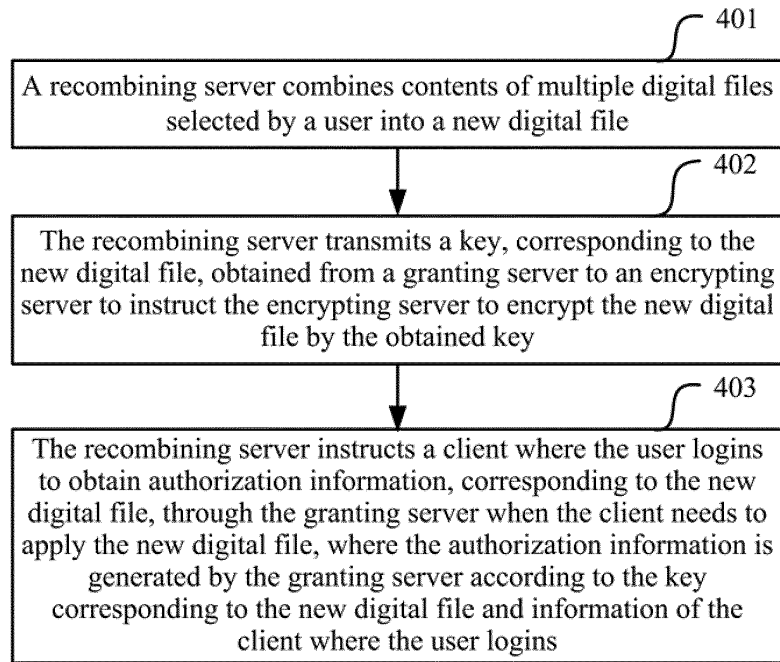 401
A recombining server combines contents of multiple digital files
selected by a user into a new digital file
402
The recombining server transmits a key, corresponding to the
new digital file, obtained from a granting server to an encrypting
server to instruct the encrypting server to encrypt the new digital
file by the obtained key
403
The recombining server instructs a client where the user logins
to obtain authorization information, corresponding to the new
digital file, through the granting server when the client needs to
apply the new digital file, where the authorization information is
generated by the granting server according to the key
corresponding to the new digital file and information of the
client where the user logins